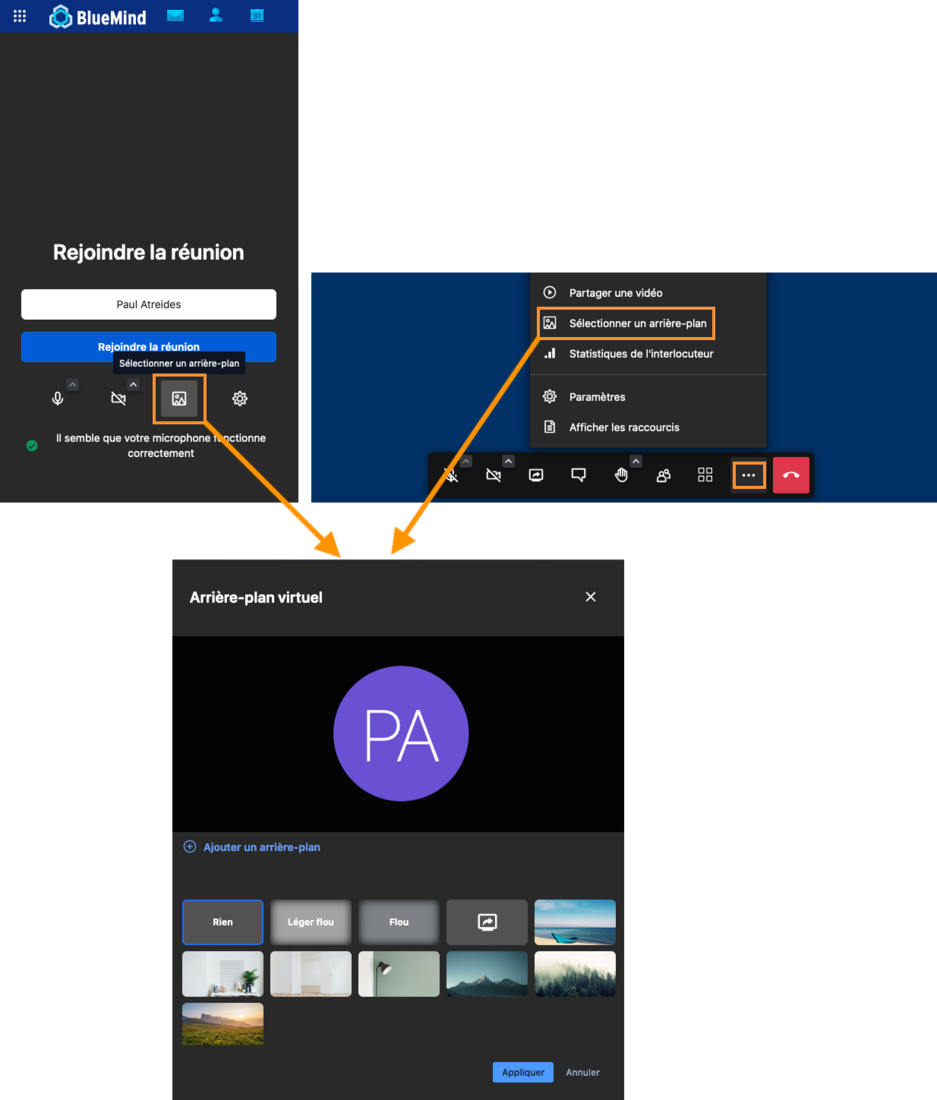 BlueMind
31
Rejoindre la réunion
Paul Atreides
Rejoindre la réunion
Sélectionner un arrière-plan
Il semble que votre microphone fonctionne
correctement
Partager une vidéo
Sélectionner un arrière-plan
Statistiques de l'interlocuteur
Paramètres
Afficher les raccourcis
Arrière-plan virtuel
PA
Ajouter un arrière-plan
Rien
Léger flou
Flou
Appliquer
Annuler